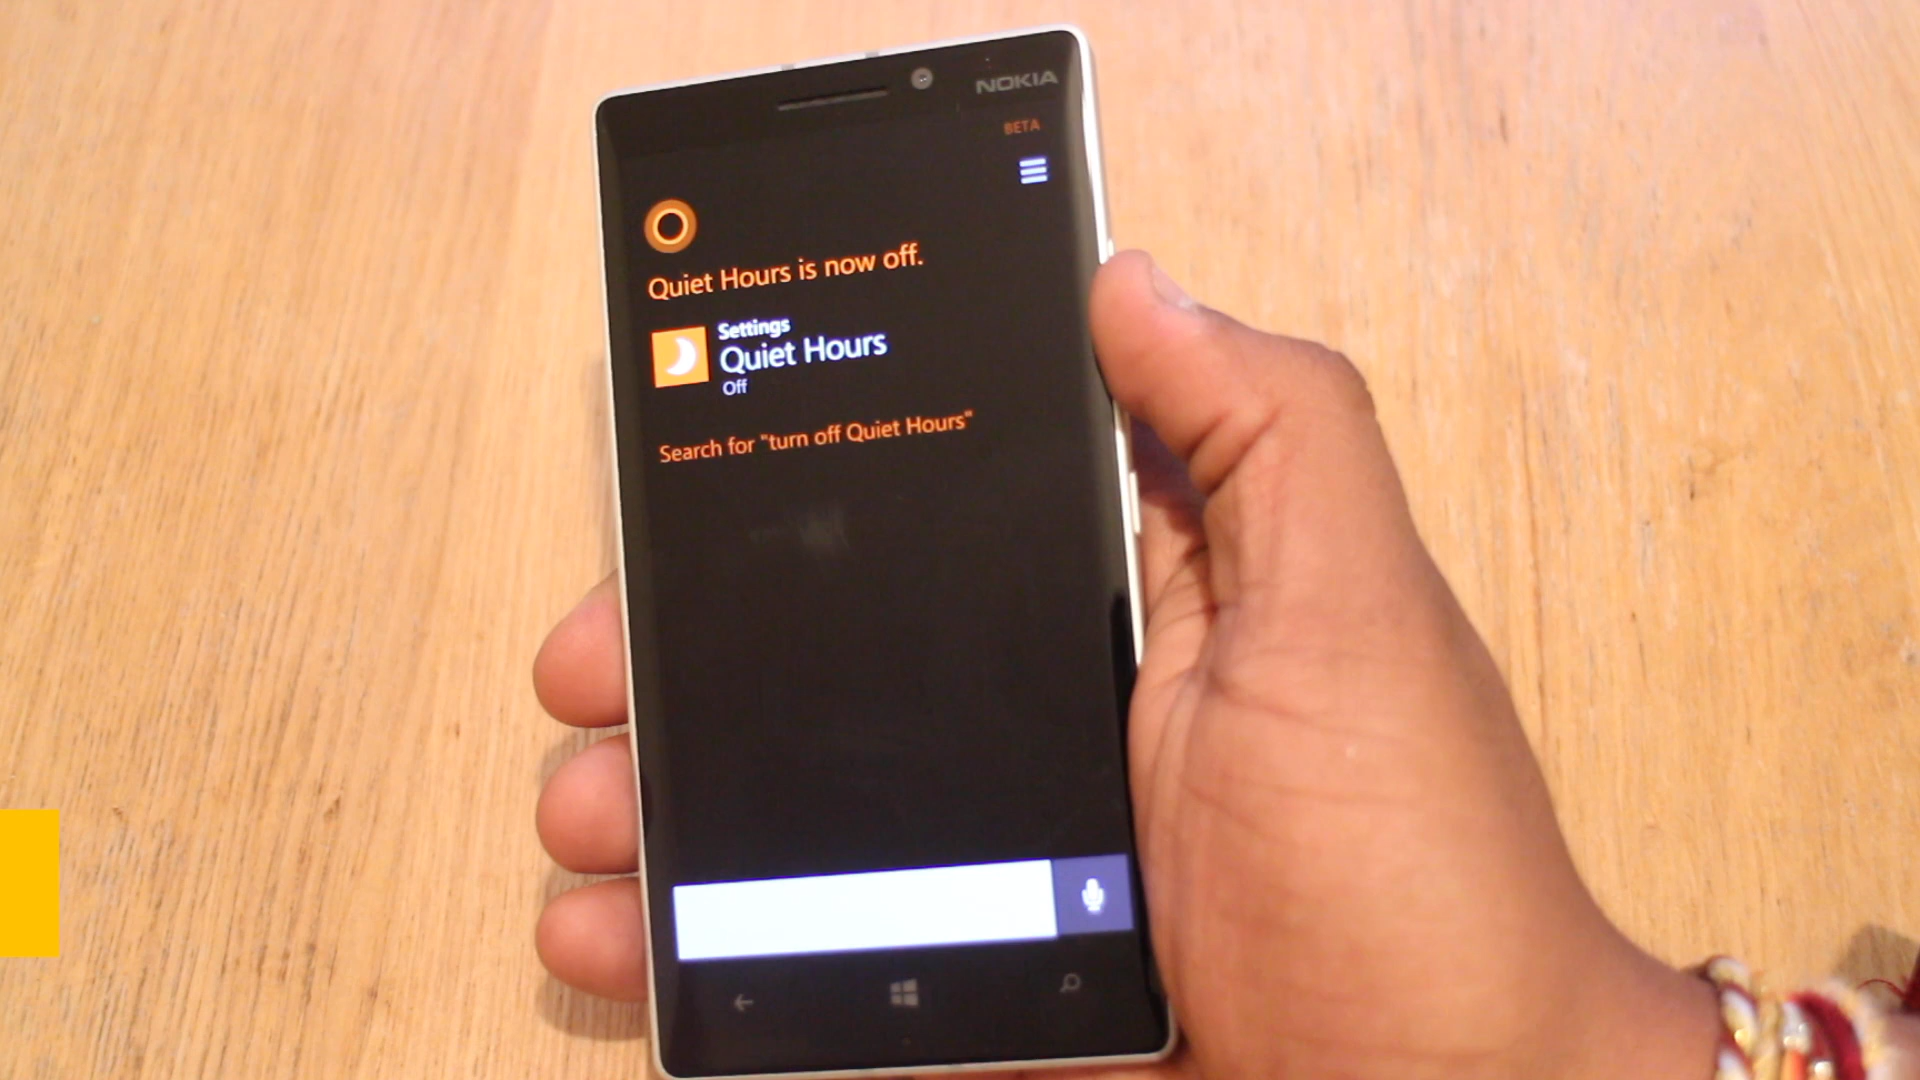 NOKIA
BETA
Quiet Hours is now off.
Settings
Quiet Hours
Off
Search for "turn off Quiet Hours"